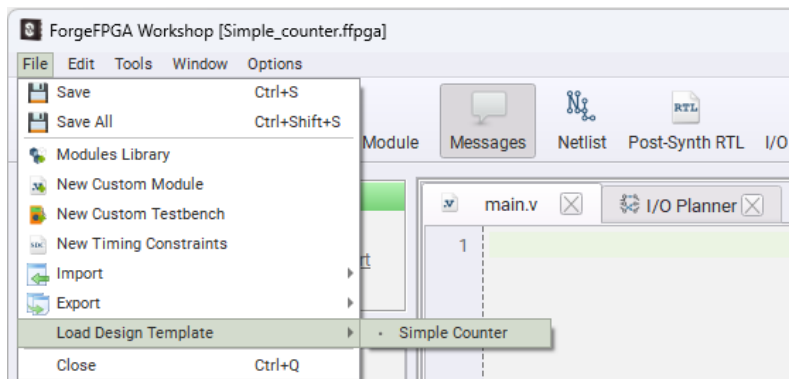 ForgeFPGA Workshop [Simple_counter.ffpga]
File Edit Tools Window Options
Save Ctrl+S
Save All Ctrl+Shift+S
Module Messages Netlist Post-Synth RTL I/O
RTL
Modules Library
New Custom Module
New Custom Testbench
SDC New Timing Constraints
Import
Export
Load Design Template
Simple Counter
Close Ctrl+Q
rt
.v main.v I/O Planner
1